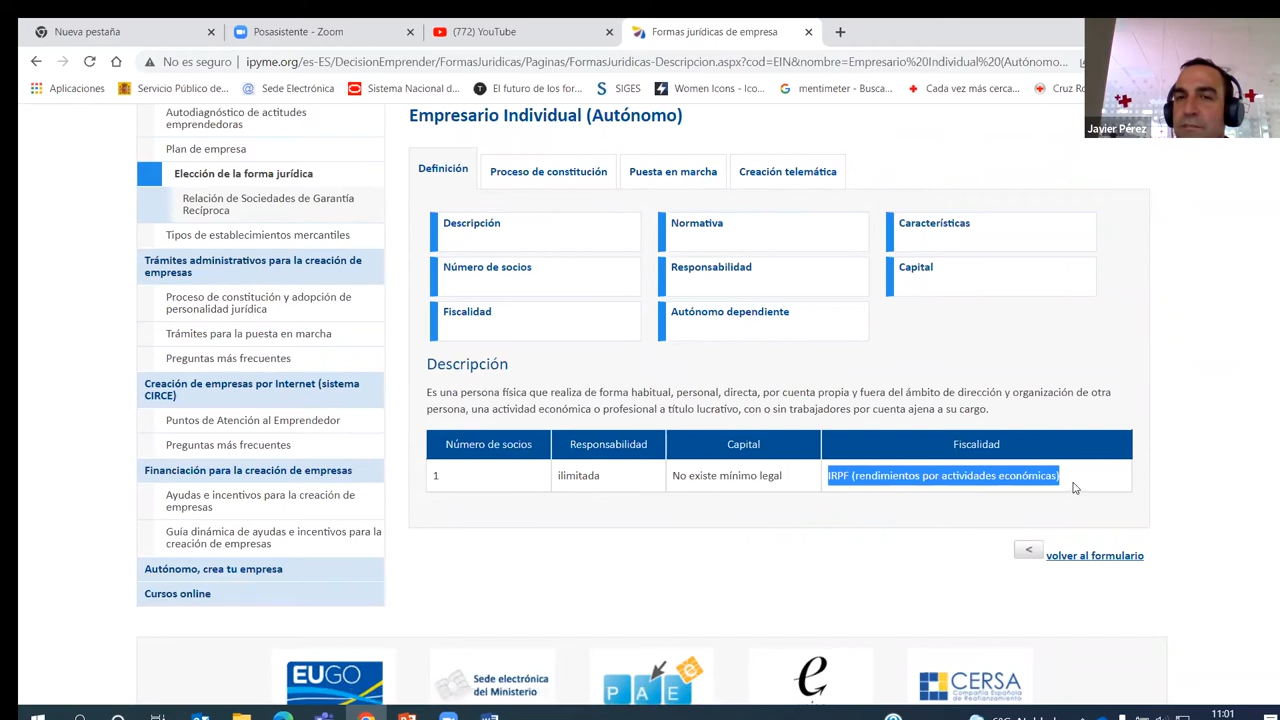 Nueva pestaña
Posasistente - Zoom
(772) YouTube
Formas jurídicas de empresa
No es seguro
ipyme.org/es-ES/DecisionEmprender/FormasJuridicas/Paginas/FormasJuridicas-Descripcion.aspx?cod=EIN&nombre=Empresario%20Individual%20(Autónomo...
Aplicaciones
Servicio Público de...
Sede Electrónica
Sistema Nacional d...
El futuro de los for...
SIGES
Women Icons - Ico...
mentimeter - Busca...
Cada vez más cerca...
Cruz Ro
Javier Pérez
Autodiagnóstico de actitudes
emprendedoras
Plan de empresa
Elección de la forma jurídica
Relación de Sociedades de Garantía
Recíproca
Tipos de establecimientos mercantiles
Trámites administrativos para la creación de
empresas
Proceso de constitución y adopción de
personalidad jurídica
Trámites para la puesta en marcha
Preguntas más frecuentes
Creación de empresas por Internet (sistema
CIRCE)
Puntos de Atención al Emprendedor
Preguntas más frecuentes
Financiación para la creación de empresas
Ayudas e incentivos para la creación de
empresas
Guía dinámica de ayudas e incentivos para la
creación de empresas
Autónomo, crea tu empresa
Cursos online
Empresario Individual (Autónomo)
Definición
Proceso de constitución
Puesta en marcha
Creación telemática
Descripción
Normativa
Características
Número de socios
Responsabilidad
Capital
Fiscalidad
Autónomo dependiente
Descripción
Es una persona física que realiza de forma habitual, personal, directa, por cuenta propia y fuera del ámbito de dirección y organización de otra
persona, una actividad económica o profesional a título lucrativo, con o sin trabajadores por cuenta ajena a su cargo.
Número de socios
Responsabilidad
Capital
Fiscalidad
1
ilimitada
No existe mínimo legal
IRPF (rendimientos por actividades económicas)
<
volver al formulario
EUGO
Sede electrónica
del Ministerio
PAE
e
CERSA
Compañía Española
de Reafianzamiento
11:01